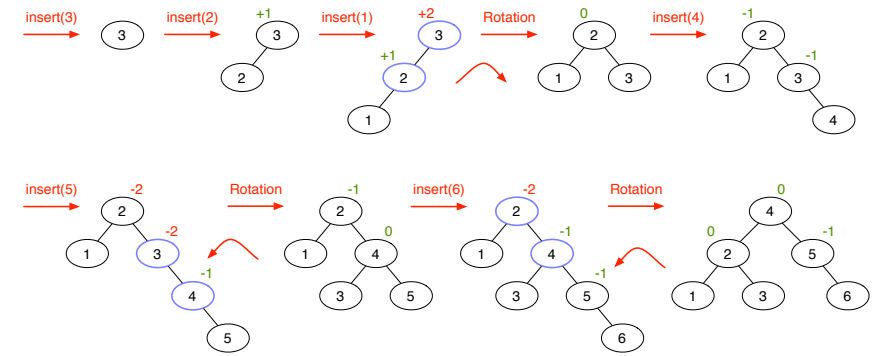 insert(3) insert(2) +1 insert(1) +2 Rotation 0 insert(4) -1
3 3 3 2 2
+1 -1
2 2 1 3 1 3
1 4
insert(5) -2 Rotation -1 insert(6) -2 Rotation 0
2 2 2 4
-2 0 -1 0 -1
1 3 1 4 1 4 2 5
-1 -1
4 3 5 3 5 1 3 6
5 6